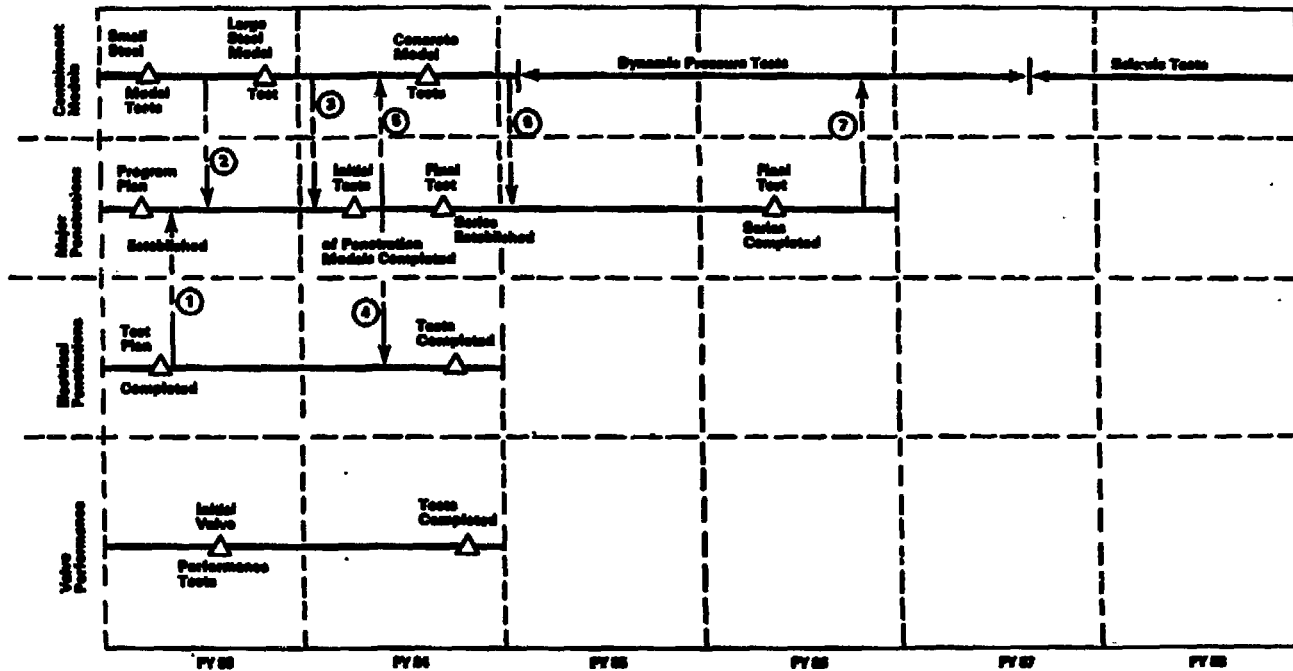 Containment
Models
Small
Steel
Model
Tests
Large
Steel
Model
Test
Concrete
Model
Tests
Dynamic Pressure Tests
Seismic Tests
2
3
5
6
7
Major
Penetrations
Program
Plan
Established
Initial
Tests
of Penetration
Models Completed
Final
Test
Series
Established
Final
Test
Series
Completed
1
4
Electrical
Penetrations
Test
Plan
Completed
Tests
Completed
Valve
Performance
Initial
Valve
Performance
Tests
Tests
Completed
FY 83
FY 84
FY 85
FY 86
FY 87
FY 88